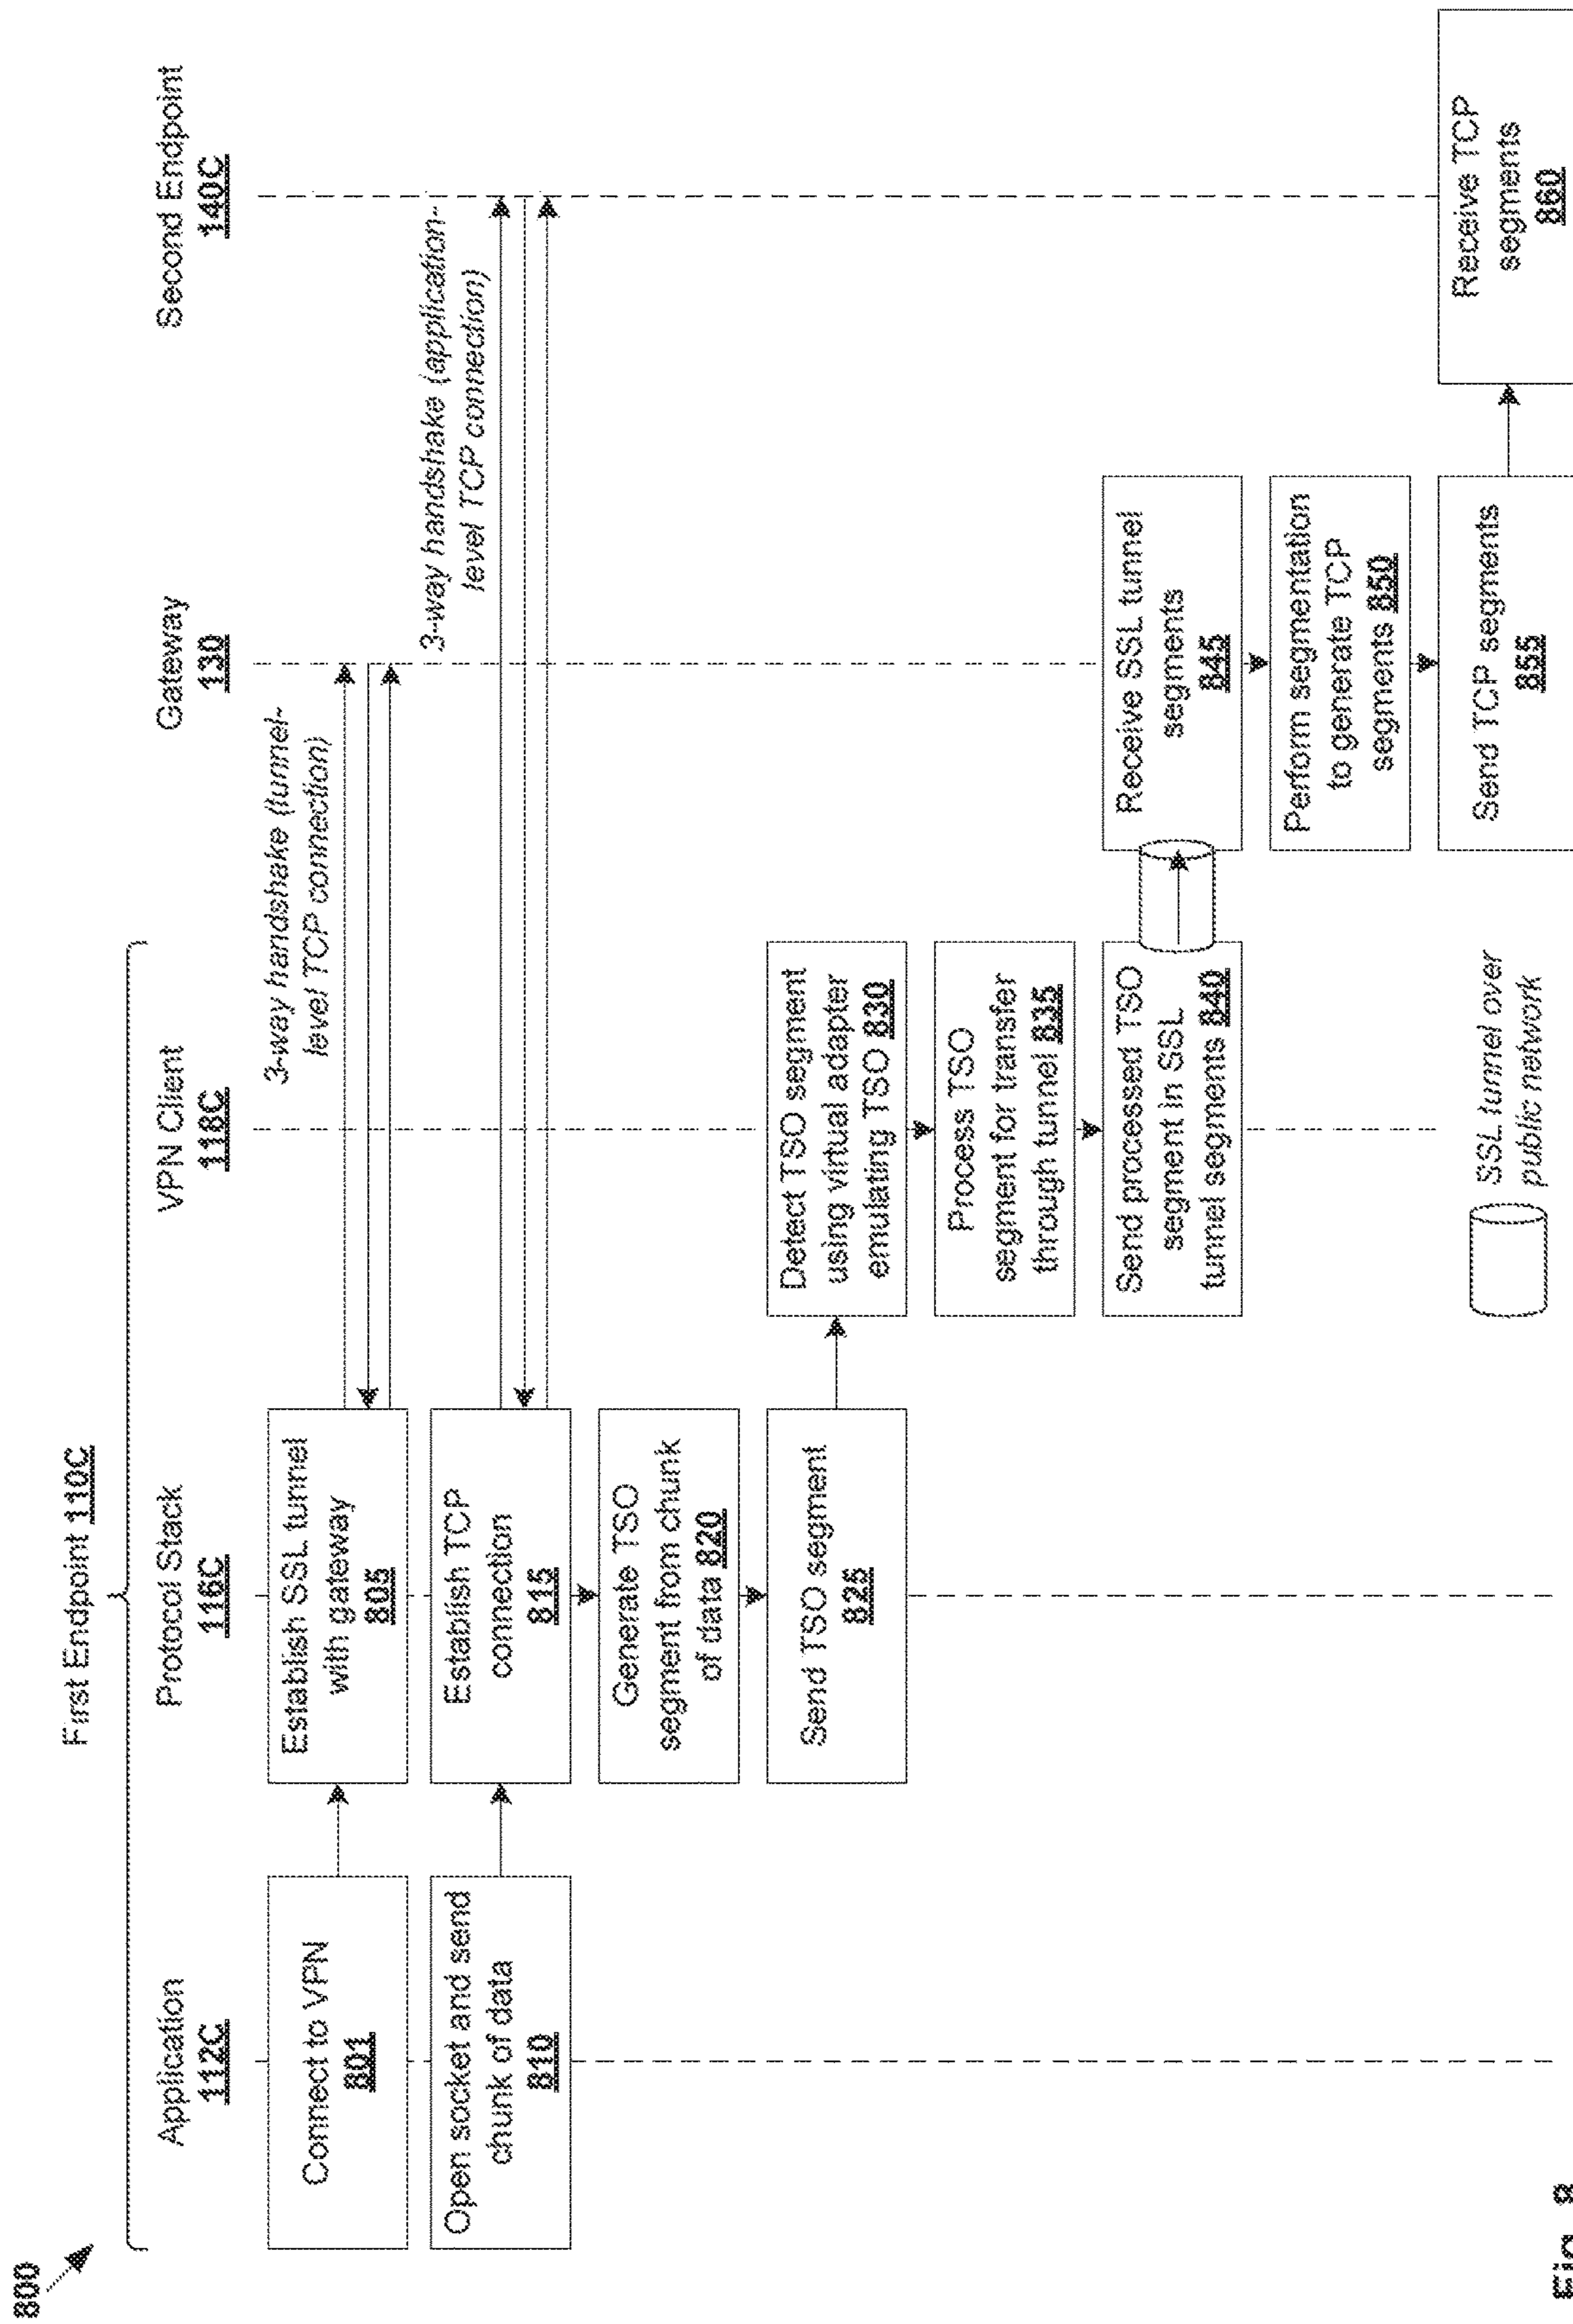 800
First Endpoint 110C
Application
112C
Protocol Stack
116C
VPN Client
118C
Gateway
130
Second Endpoint
140C
Connect to VPN
801
Establish SSL tunnel
with gateway
805
3-way handshake (tunnel-
level TCP connection)
Open socket and send
chunk of data
810
Establish TCP
connection
815
3-way handshake (application-
level TCP connection)
Generate TSO
segment from chunk
of data 820
Send TSO segment
825
Detect TSO segment
using virtual adapter
emulating TSO 830
Process TSO
segment for transfer
through tunnel 835
Send processed TSO
segment in SSL
tunnel segments 840
Receive SSL tunnel
segments
845
Perform segmentation
to generate TCP
segments 850
Send TCP segments
855
Receive TCP
segments
860
SSL tunnel over
public network
Fig. 8